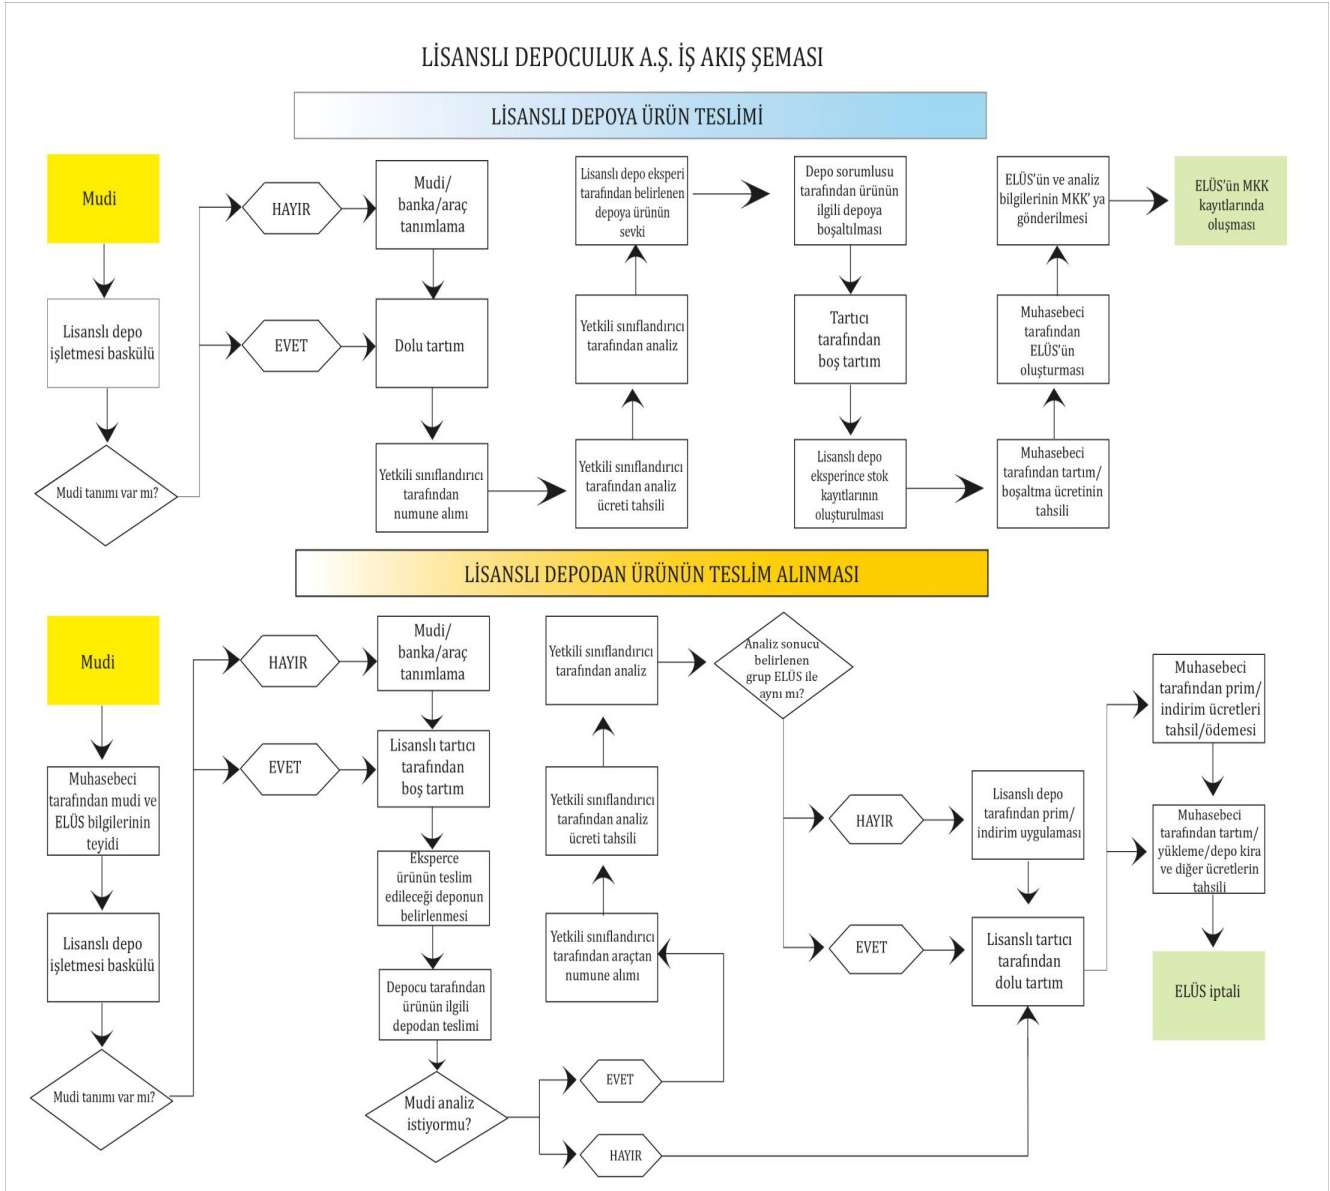 LİSANSLI DEPOCULUK A.Ş. İŞ AKIŞ ŞEMASI
LİSANSLI DEPOYA ÜRÜN TESLİMİ
Mudi
Lisanslı depo
işletmesi baskülü
Mudi tanımı var mı?
HAYIR
EVET
Mudi/
banka/araç
tanımlama
Dolu tartım
Yetkili sınıflandırıcı
tarafından
numune alımı
Yetkili sınıflandırıcı
tarafından analiz
ücreti tahsili
Yetkili sınıflandırıcı
tarafından analiz
Lisanslı depo eksperi
tarafından belirlenen
depoya ürünün
sevki
Depo sorumlusu
tarafından ürünün
ilgili depoya
boşaltılması
Tartıcı
tarafından
boş tartım
Lisanslı depo
eksperince stok
kayıtlarının
oluşturulması
Muhasebeci
tarafından tartım/
boşaltma ücretinin
tahsili
Muhasebeci
tarafından
ELÜS'ün
oluşturması
ELÜS'ün ve analiz
bilgilerinin MKK' ya
gönderilmesi
ELÜS'ün MKK
kayıtlarında
oluşması
LİSANSLI DEPODAN ÜRÜNÜN TESLİM ALINMASI
Mudi
Muhasebeci
tarafından mudi ve
ELÜS bilgilerinin
teyidi
Lisanslı depo
işletmesi baskülü
Mudi tanımı var mı?
HAYIR
EVET
Mudi/
banka/araç
tanımlama
Lisanslı tartıcı
tarafından
boş tartım
Eksperce
ürünün teslim
edileceği deponun
belirlenmesi
Depocu tarafından
ürünün ilgili
depodan teslimi
Mudi analiz
istiyormu?
EVET
HAYIR
Yetkili sınıflandırıcı
tarafından araçtan
numune alımı
Yetkili sınıflandırıcı
tarafından analiz
ücreti tahsili
Yetkili sınıflandırıcı
tarafından analiz
Analiz sonucu
belirlenen
grup ELÜS ile
aynı mı?
HAYIR
EVET
Lisanslı depo
tarafından prim/
indirim uygulaması
Lisanslı tartıcı
tarafından
dolu tartım
Muhasebeci
tarafından prim/
indirim ücretleri
tahsil/ödemesi
Muhasebeci
tarafından tartım/
yükleme/depo kira
ve diğer ücretlerin
tahsili
ELÜS iptali